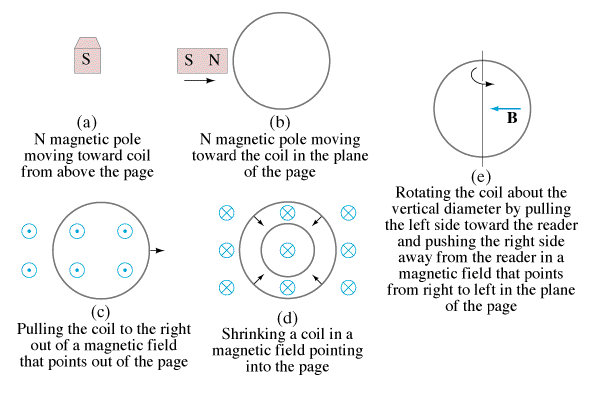 S
(a)
N magnetic pole
moving toward coil
from above the page
S N
(b)
N magnetic pole moving
toward the coil in the plane
of the page
B
(e)
Rotating the coil about the
vertical diameter by pulling
the left side toward the reader
and pushing the right side
away from the reader in a
magnetic field that points
from right to left in the plane
of the page
(c)
Pulling the coil to the right
out of a magnetic field
that points out of the page
(d)
Shrinking a coil in a
magnetic field pointing
into the page